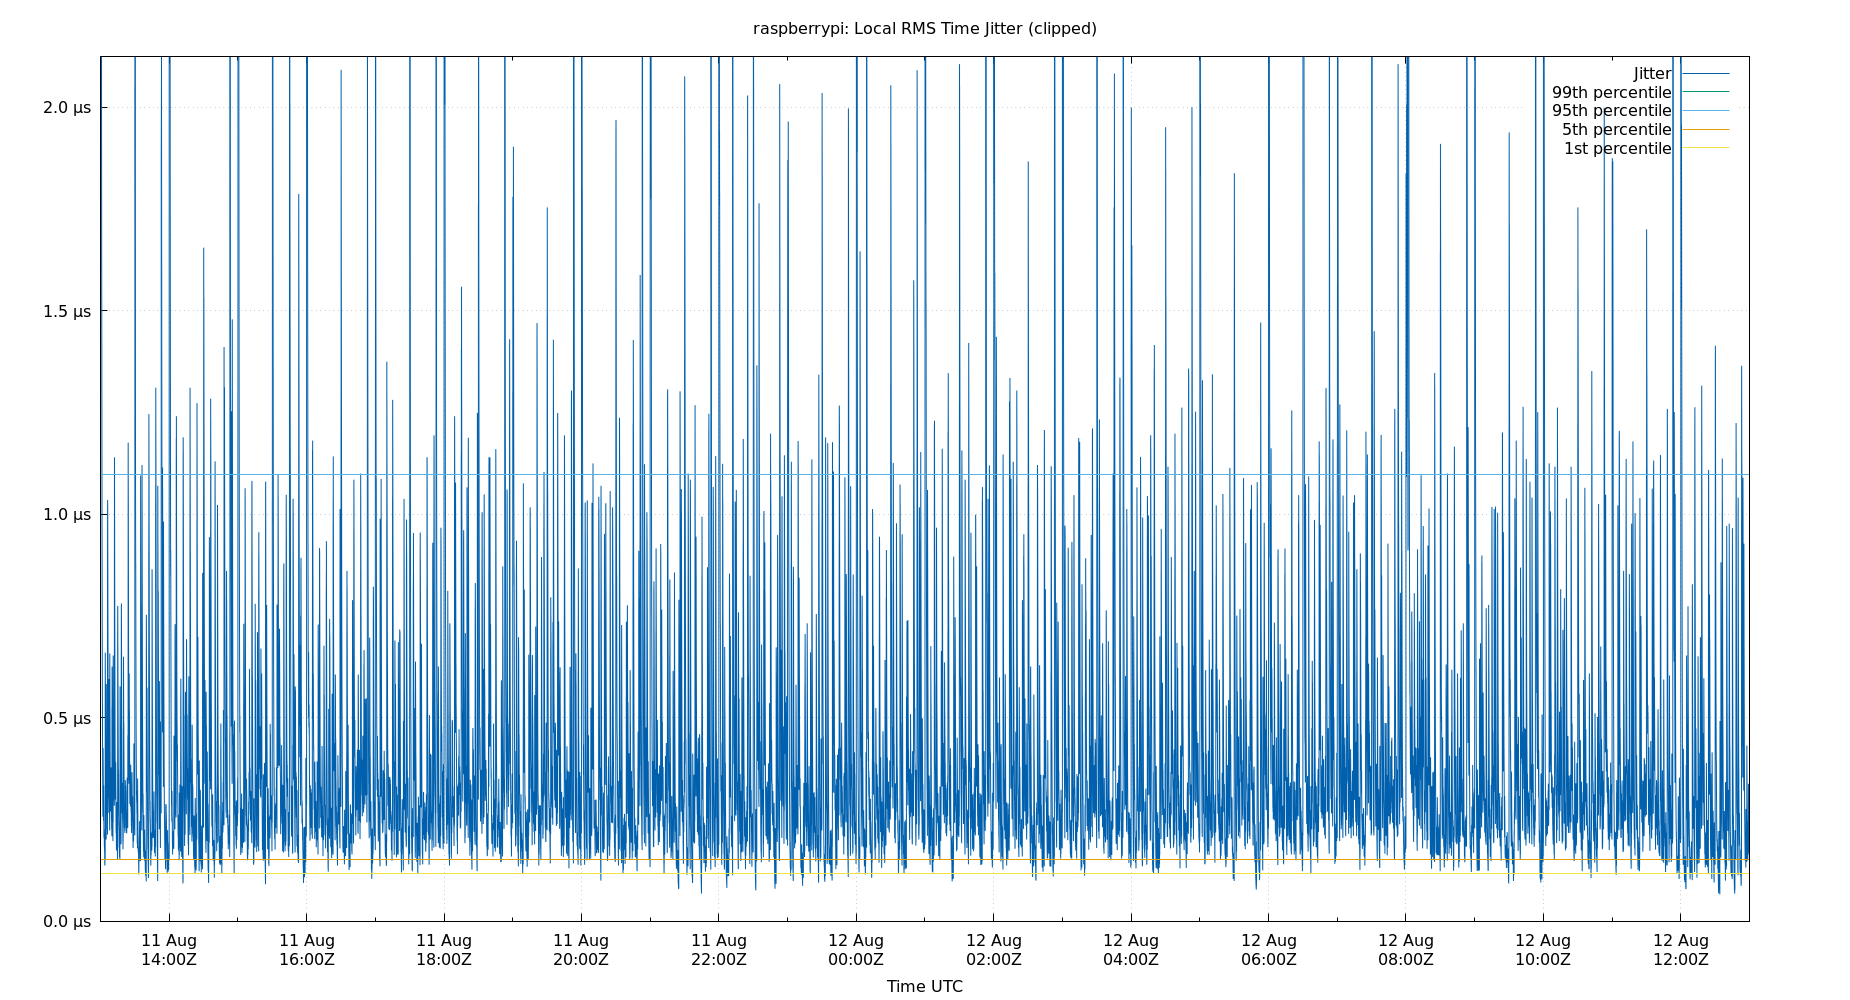 raspberrypi: Local RMS Time Jitter (clipped)
Jitter
99th percentile
95th percentile
5th percentile
1st percentile
2.0 µs
1.5 µs
1.0 µs
0.5 µs
0.0 µs
11 Aug 11 Aug 11 Aug 11 Aug 11 Aug 12 Aug 12 Aug 12 Aug 12 Aug 12 Aug 12 Aug 12 Aug
14:00Z 16:00Z 18:00Z 20:00Z 22:00Z 00:00Z 02:00Z 04:00Z 06:00Z 08:00Z 10:00Z 12:00Z
Time UTC